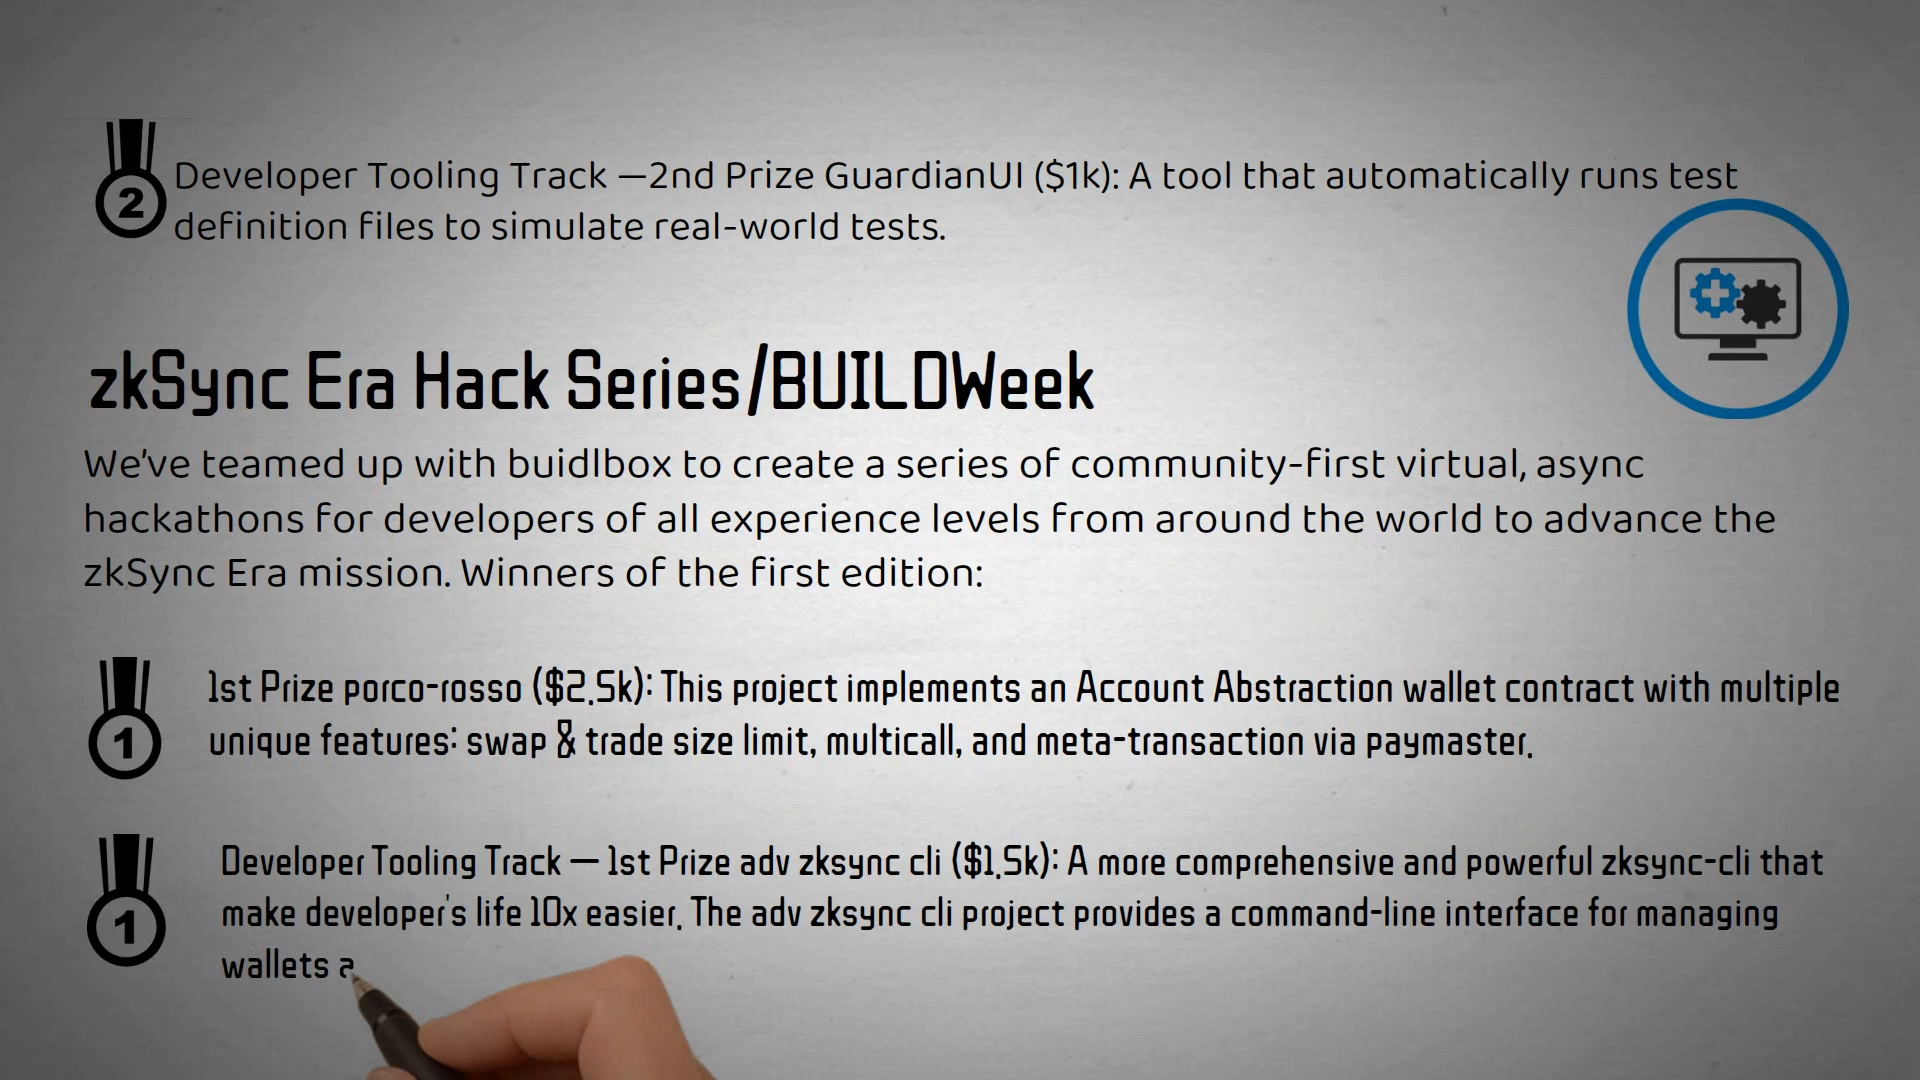 2
Developer Tooling Track —2nd Prize GuardianUI ($1k): A tool that automatically runs test
definition files to simulate real-world tests.
zkSync Era Hack Series/BUILDWeek
We've teamed up with buidlbox to create a series of community-first virtual, async
hackathons for developers of all experience levels from around the world to advance the
zkSync Era mission. Winners of the first edition:
1
1st Prize porco-rosso ($2.5k): This project implements an Account Abstraction wallet contract with multiple
unique features: swap & trade size limit, multicall, and meta-transaction via paymaster.
1
Developer Tooling Track — 1st Prize adv zksync cli ($1.5k): A more comprehensive and powerful zksync-cli that
make developer's life 10x easier. The adv zksync cli project provides a command-line interface for managing
wallets a